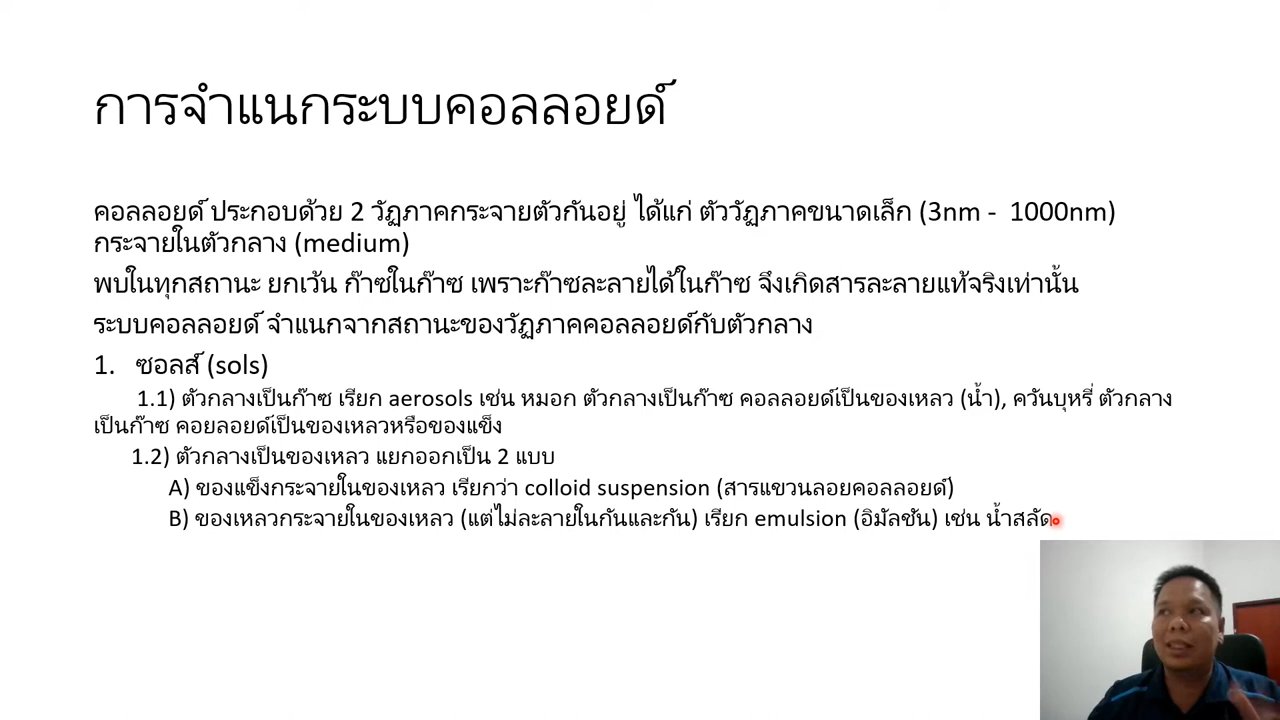 การจำแนกระบบคอลลอยด์
คอลลอยด์ ประกอบด้วย 2 วัฏภาคกระจายตัวกันอยู่ ได้แก่ ตัววัฏภาคขนาดเล็ก (3nm - 1000nm)
กระจายในตัวกลาง (medium)
พบในทุกสถานะ ยกเว้น ก๊าซในก๊าซ เพราะก๊าซละลายได้ในก๊าซ จึงเกิดสารละลายแท้จริงเท่านั้น
ระบบคอลลอยด์ จำแนกจากสถานะของวัฏภาคคอลลอยด์กับตัวกลาง
1. ซอลส์ (sols)
1.1) ตัวกลางเป็นก๊าซ เรียก aerosols เช่น หมอก ตัวกลางเป็นก๊าซ คอลลอยด์เป็นของเหลว (น้ำ), ควันบุหรี่ ตัวกลาง
เป็นก๊าซ คอยลอยด์เป็นของเหลวหรือของแข็ง
1.2) ตัวกลางเป็นของเหลว แยกออกเป็น 2 แบบ
A) ของแข็งกระจายในของเหลว เรียกว่า colloid suspension (สารแขวนลอยคอลลอยด์)
B) ของเหลวกระจายในของเหลว (แต่ไม่ละลายในกันและกัน) เรียก emulsion (อิมัลชัน) เช่น น้ำสลัด